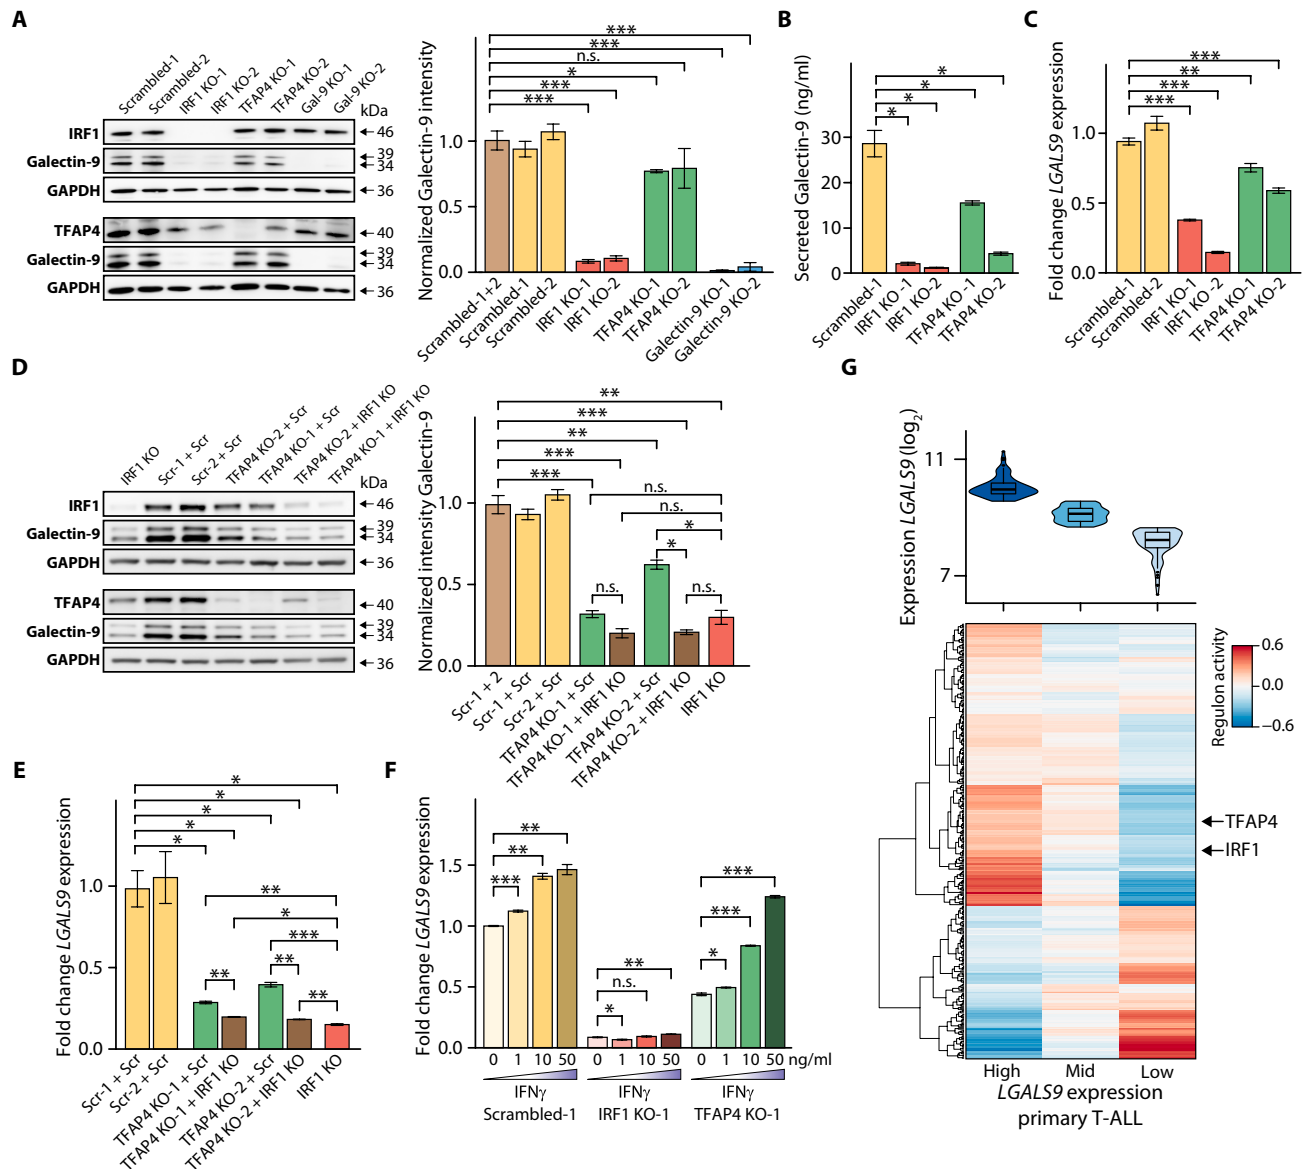 A
Scrambled-1
Scrambled-2
IRF1 KO-1
IRF1 KO-2
TFAP4 KO-1
TFAP4 KO-2
Gal-9 KO-1
Gal-9 KO-2
kDa
IRF1
46
Galectin-9
39
34
GAPDH
36
TFAP4
40
Galectin-9
39
34
GAPDH
36
Normalized Galectin-9 intensity
1.0
0.5
0.0
***
***
n.s.
*
***
***
Scrambled-1+2
Scrambled-1
Scrambled-2
IRF1 KO-1
IRF1 KO-2
TFAP4 KO-1
TFAP4 KO-2
Galectin-9 KO-1
Galectin-9 KO-2
B
Secreted Galectin-9 (ng/ml)
30
20
10
0
*
*
*
*
Scrambled-1
IRF1 KO-1
IRF1 KO-2
TFAP4 KO-1
TFAP4 KO-2
C
Fold change LGALS9 expression
1.0
0.5
0.0
***
**
***
***
Scrambled-1
Scrambled-2
IRF1 KO-1
IRF1 KO-2
TFAP4 KO-1
TFAP4 KO-2
D
IRF1 KO
Scr-1 + Scr
Scr-2 + Scr
TFAP4 KO-2 + Scr
TFAP4 KO-1 + Scr
TFAP4 KO-2 + IRF1 KO
TFAP4 KO-1 + IRF1 KO
kDa
IRF1
46
Galectin-9
39
34
GAPDH
36
TFAP4
40
Galectin-9
39
34
GAPDH
36
Normalized intensity Galectin-9
1.0
0.5
0.0
**
***
**
***
***
n.s.
n.s.
*
*
n.s.
n.s.
Scr-1 + 2
Scr-1 + Scr
Scr-2 + Scr
TFAP4 KO-1 + Scr
TFAP4 KO-1 + IRF1 KO
TFAP4 KO-2 + Scr
TFAP4 KO-2 + IRF1 KO
IRF1 KO
E
Fold change LGALS9 expression
1.0
0.5
0.0
*
*
*
*
**
*
***
**
**
**
Scr-1 + Scr
Scr-2 + Scr
TFAP4 KO-1 + Scr
TFAP4 KO-1 + IRF1 KO
TFAP4 KO-2 + Scr
TFAP4 KO-2 + IRF1 KO
IRF1 KO
F
Fold change LGALS9 expression
1.5
1.0
0.5
0.0
**
**
***
**
n.s.
*
***
***
*
0 1 10 50 0 1 10 50 0 1 10 50 ng/ml
IFNγ IFNγ IFNγ
Scrambled-1 IRF1 KO-1 TFAP4 KO-1
G
Expression LGALS9 (log2)
11
7
Regulon activity
0.6
0.0
−0.6
TFAP4
IRF1
High Mid Low
LGALS9 expression
primary T-ALL